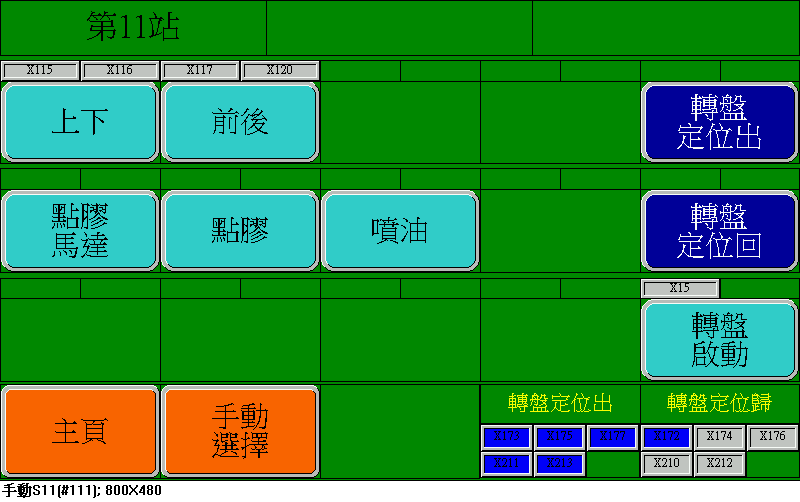 第11站
X115 X116 X117 X120
上下 前後 轉盤
定位出
點膠
馬達 點膠 噴油 轉盤
定位回
X15
轉盤
啟動
主頁 手動
選擇
轉盤定位出 轉盤定位歸
X173 X175 X177 X172 X174 X176
X211 X213 X210 X212
手動S11(#111); 800X480